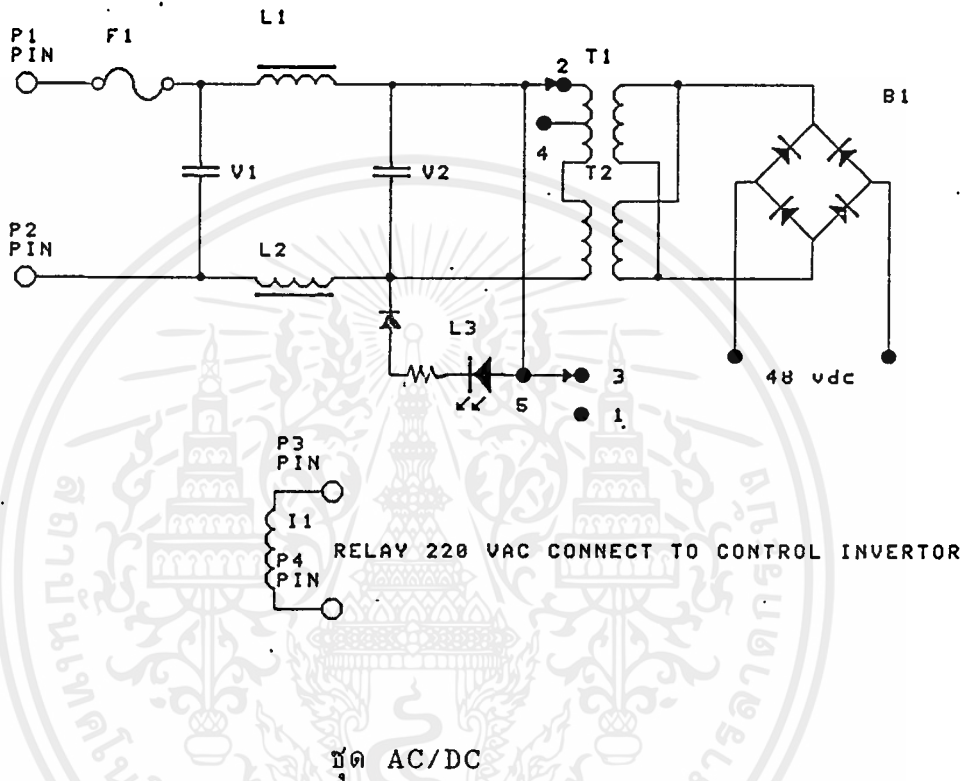 L1
P1
PIN
F1
2
T1
B1
4
V1
V2
T2
P2
PIN
L2
L3
48 vdc
5
3
1
P3
PIN
I1
P4
PIN
RELAY 220 VAC CONNECT TO CONTROL INVERTOR
ชุด AC/DC